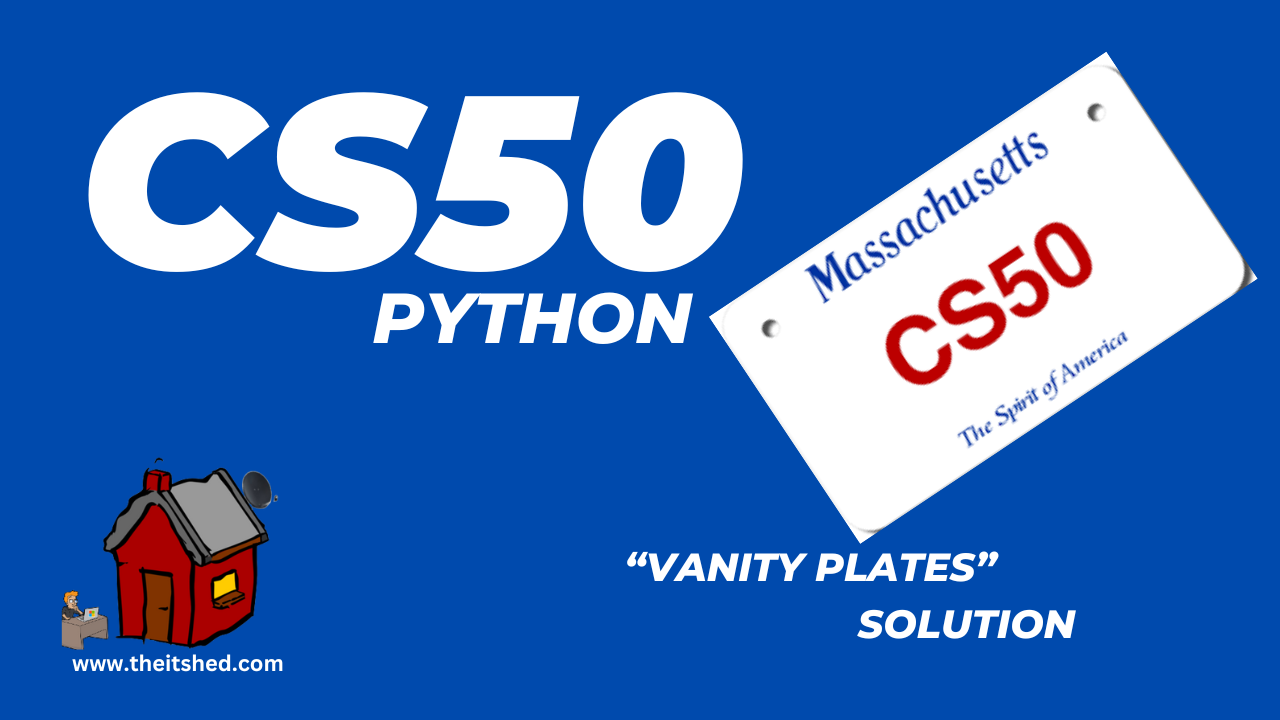 CS50
PYTHON
Massachusetts
CS50
The Spirit of America
“VANITY PLATES”
SOLUTION
www.theitshed.com